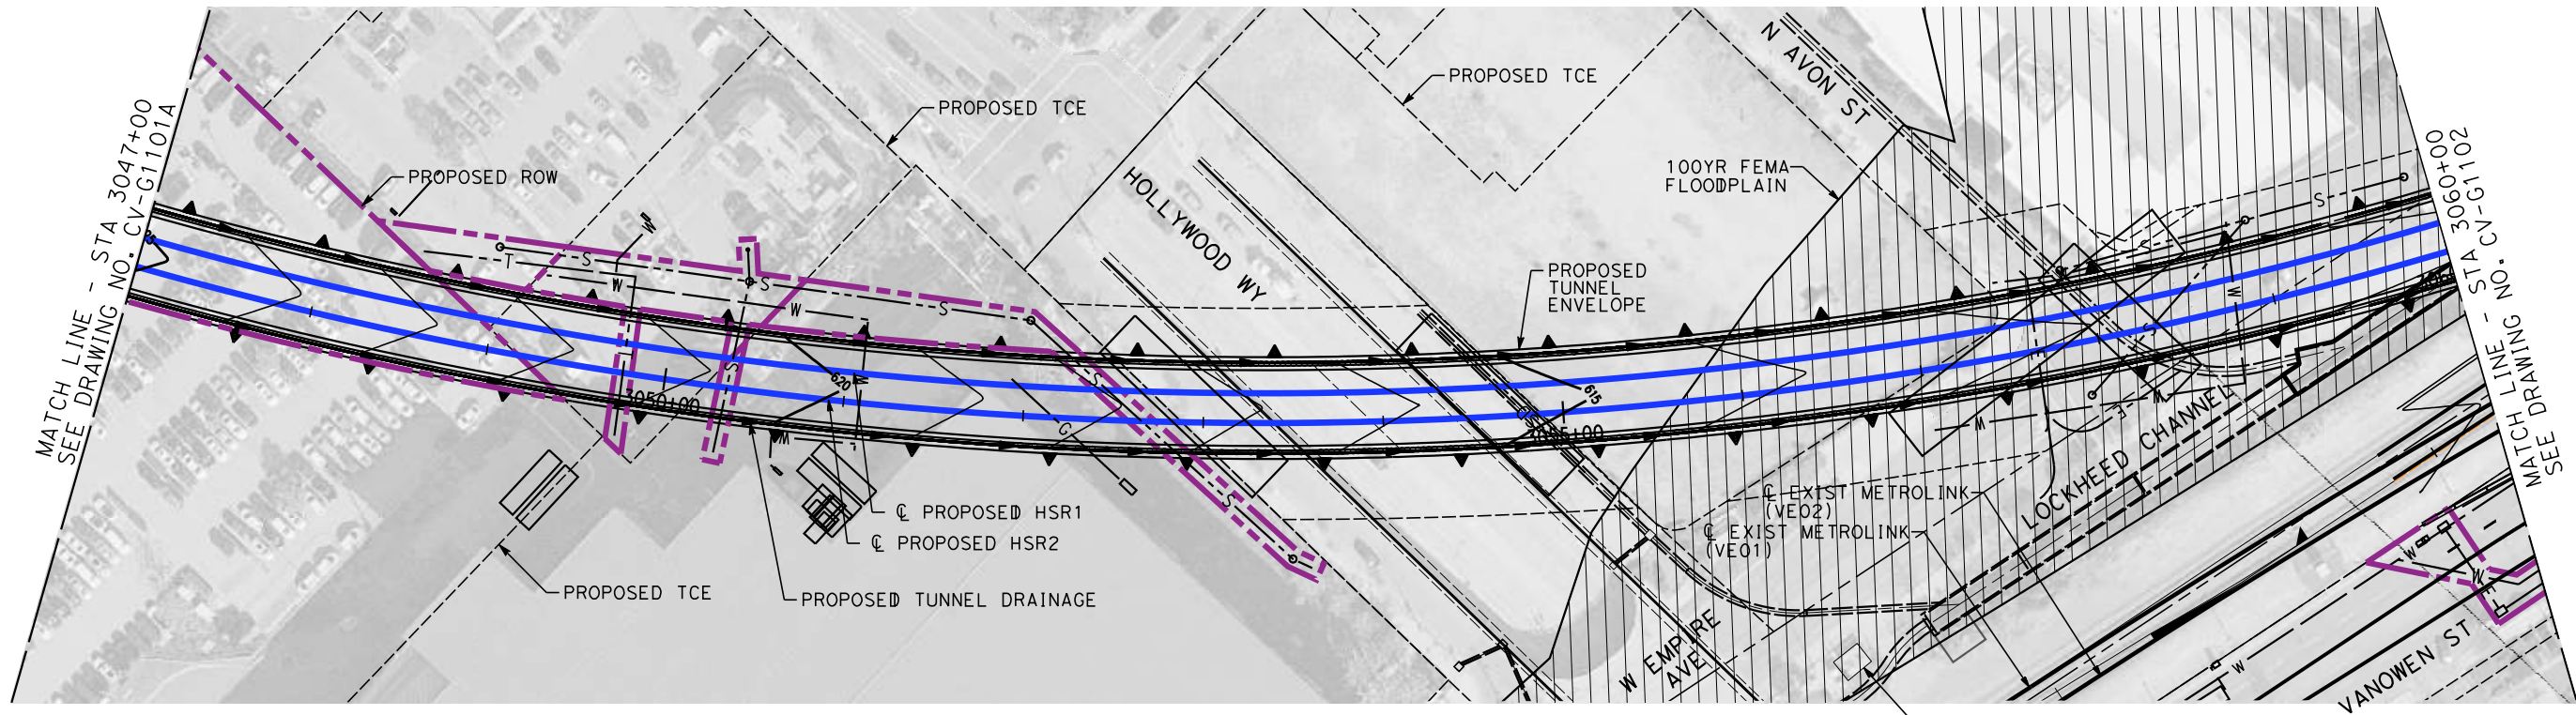 MATCH LINE - STA 3047+00
SEE DRAWING NO. CV-G1101A
PROPOSED ROW
PROPOSED TCE
PROPOSED TCE
N AVON ST
HOLLYWOOD WY
100YR FEMA
FLOODPLAIN
PROPOSED
TUNNEL
ENVELOPE
MATCH LINE - STA 3060+00
SEE DRAWING NO. CV-G1102
T
S
W
W
S
W
S
S
W
620
3050+00
S
G
S
615
3055+00
S
W
S
W
W
E
℄ PROPOSED HSR1
℄ PROPOSED HSR2
PROPOSED TCE
PROPOSED TUNNEL DRAINAGE
℄ EXIST METROLINK
(VE02)
℄ EXIST METROLINK
(VE01)
LOCKHEED CHANNEL
W EMPIRE
AVE
W
W
W
VANOWEN ST